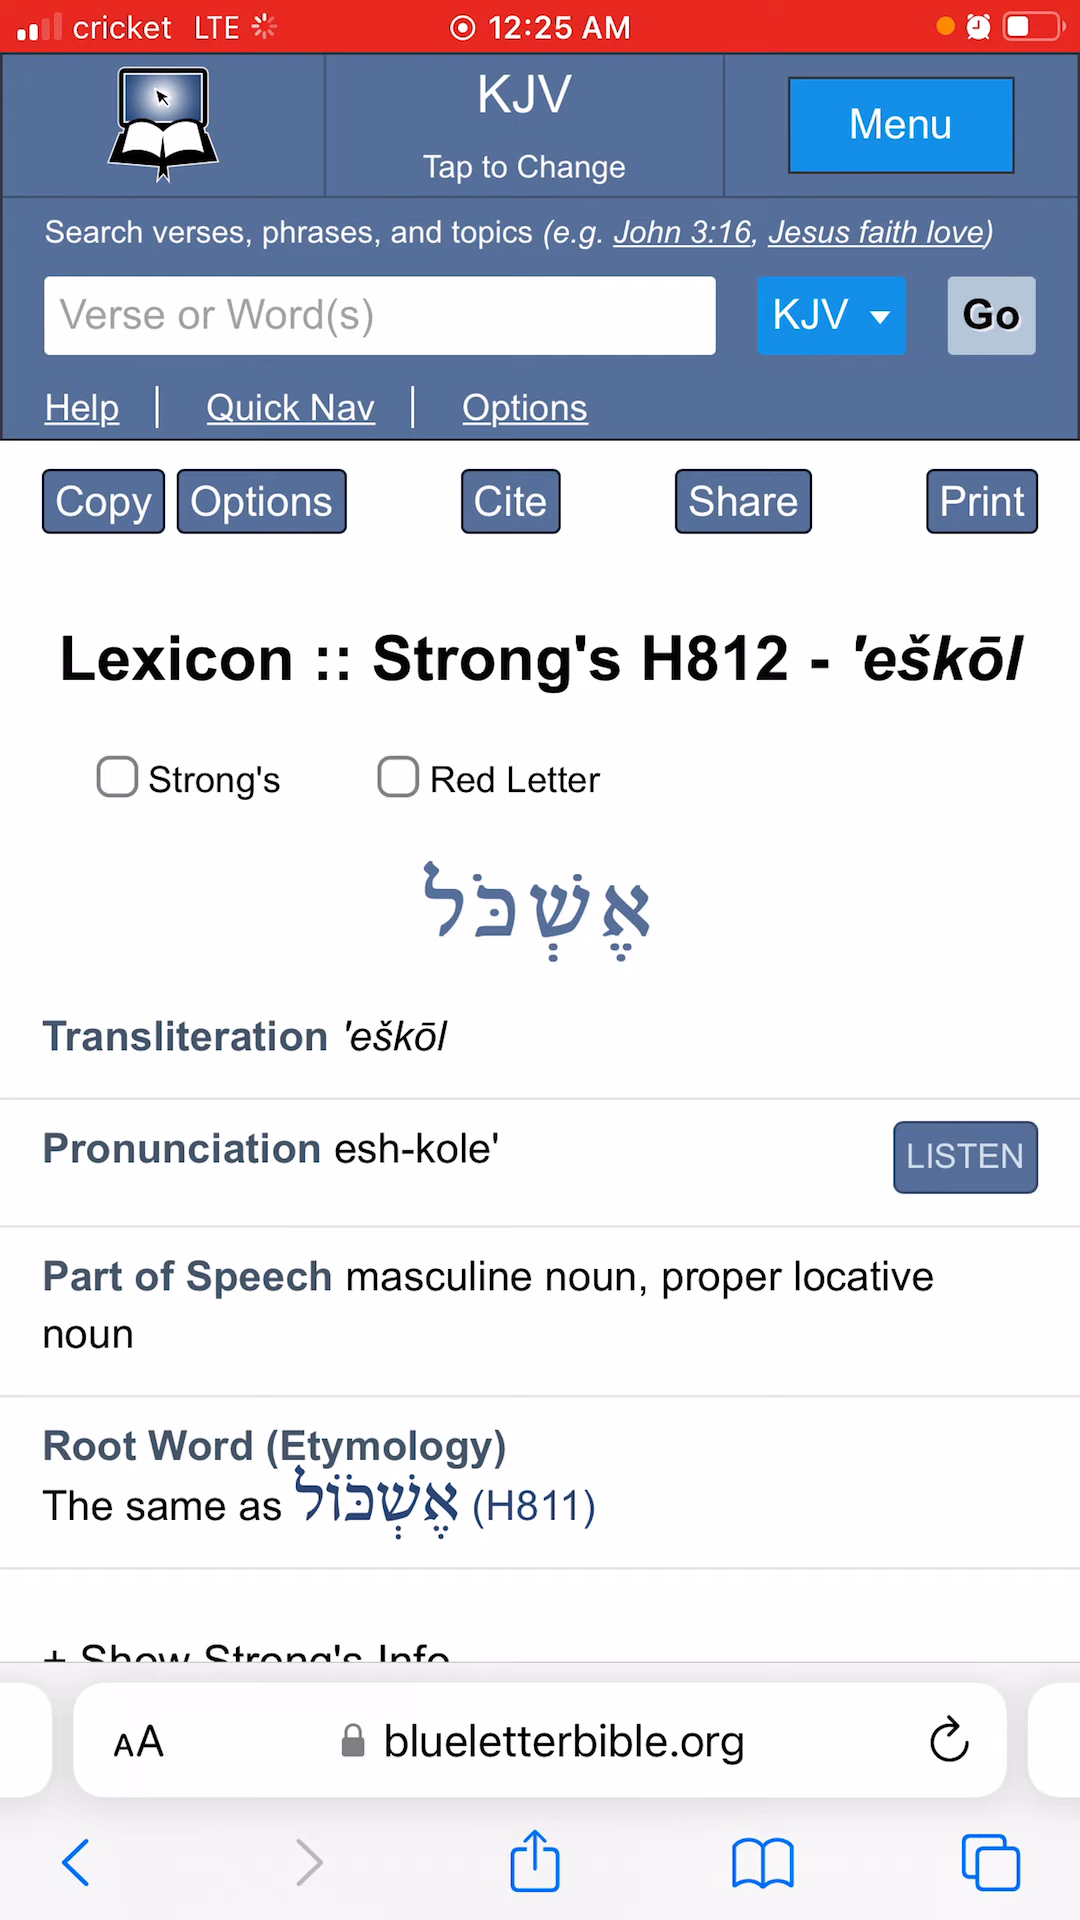 cricket LTE 12:25 AM
KJV
Tap to Change
Menu
Search verses, phrases, and topics (e.g. John 3:16, Jesus faith love)
Verse or Word(s) KJV Go
Help | Quick Nav | Options
Copy Options Cite Share Print
Lexicon :: Strong's H812 - 'eškōl
Strong's Red Letter
אֶשְׁכֹּל
Transliteration 'eškōl
Pronunciation esh-kole' LISTEN
Part of Speech masculine noun, proper locative
noun
Root Word (Etymology)
The same as אֶשְׁכּוֹל (H811)
+ Show Strong's Info
AA blueletterbible.org